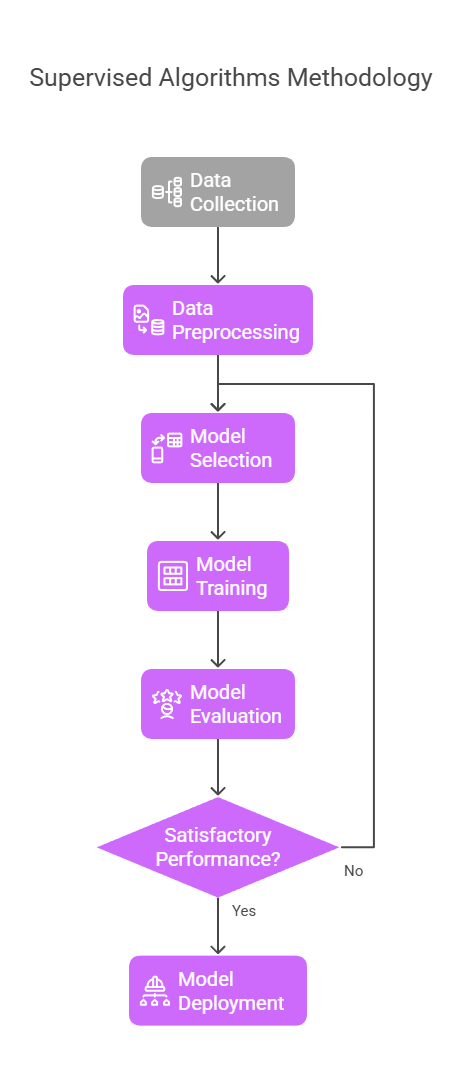 Supervised Algorithms Methodology
Data
Collection
Data
Preprocessing
Model
Selection
Model
Training
Model
Evaluation
Satisfactory
Performance?
No
Yes
Model
Deployment